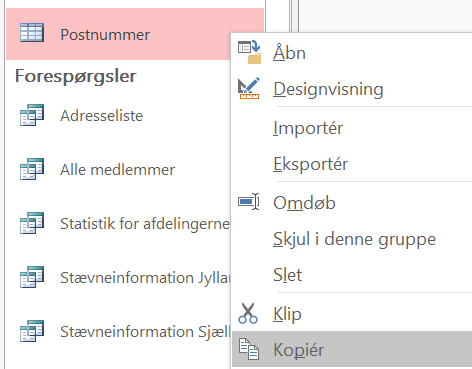 Postnummer
Forespørgsler
Adresseliste
Alle medlemmer
Statistik for afdelingerne
Stævneinformation Jyllan
Stævneinformation Sjæll
Åbn
Designvisning
Importér
Eksportér
Omdøb
Skjul i denne gruppe
Slet
Klip
Kopiér